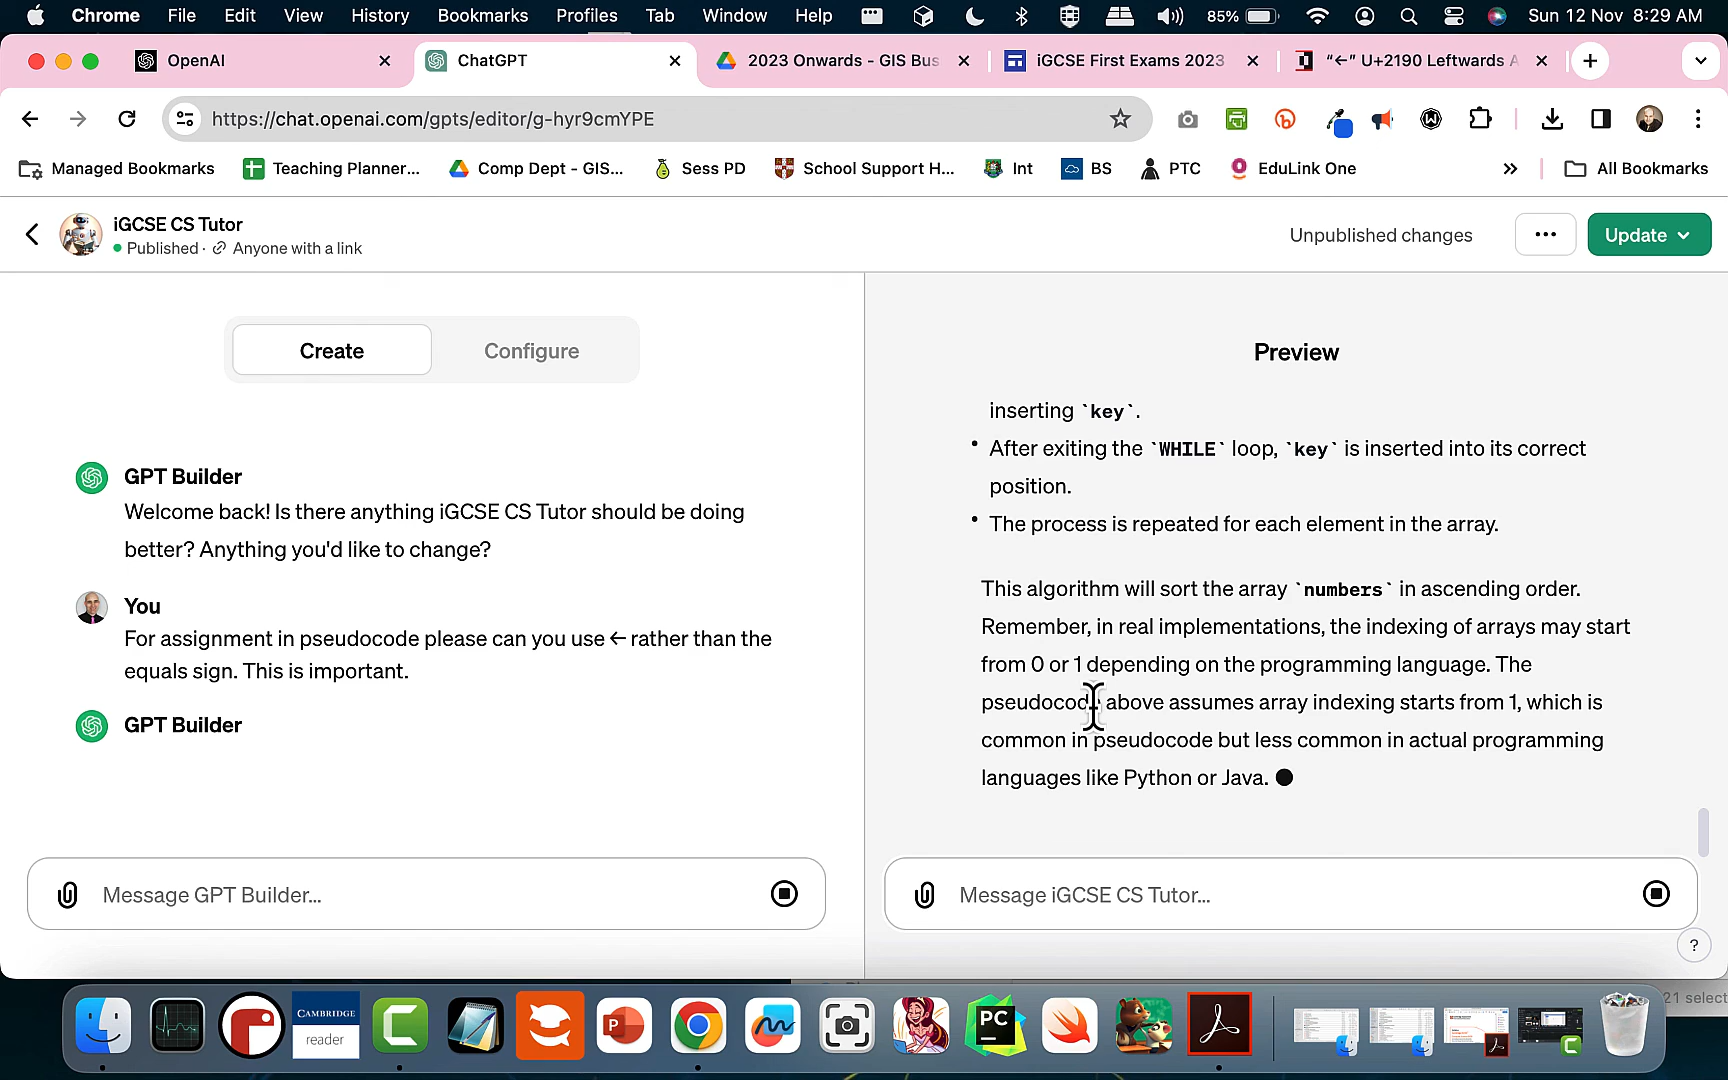 Chrome File Edit View History Bookmarks Profiles Tab Window Help 85% Sun 12 Nov 8:29 AM
OpenAI ChatGPT 2023 Onwards - GIS Bus iGCSE First Exams 2023 "←" U+2190 Leftwards A
https://chat.openai.com/gpts/editor/g-hyr9cmYPE
Managed Bookmarks Teaching Planner... Comp Dept - GIS... Sess PD School Support H... Int BS PTC EduLink One » All Bookmarks
iGCSE CS Tutor
Published · Anyone with a link
Unpublished changes ... Update
Create Configure
GPT Builder
Welcome back! Is there anything iGCSE CS Tutor should be doing
better? Anything you'd like to change?
You
For assignment in pseudocode please can you use ← rather than the
equals sign. This is important.
GPT Builder
Message GPT Builder...
Preview
inserting `key`.
• After exiting the `WHILE` loop, `key` is inserted into its correct
position.
• The process is repeated for each element in the array.
This algorithm will sort the array `numbers` in ascending order.
Remember, in real implementations, the indexing of arrays may start
from 0 or 1 depending on the programming language. The
pseudocode above assumes array indexing starts from 1, which is
common in pseudocode but less common in actual programming
languages like Python or Java.
Message iGCSE CS Tutor...
?
21 select
CAMBRIDGE
reader
PC